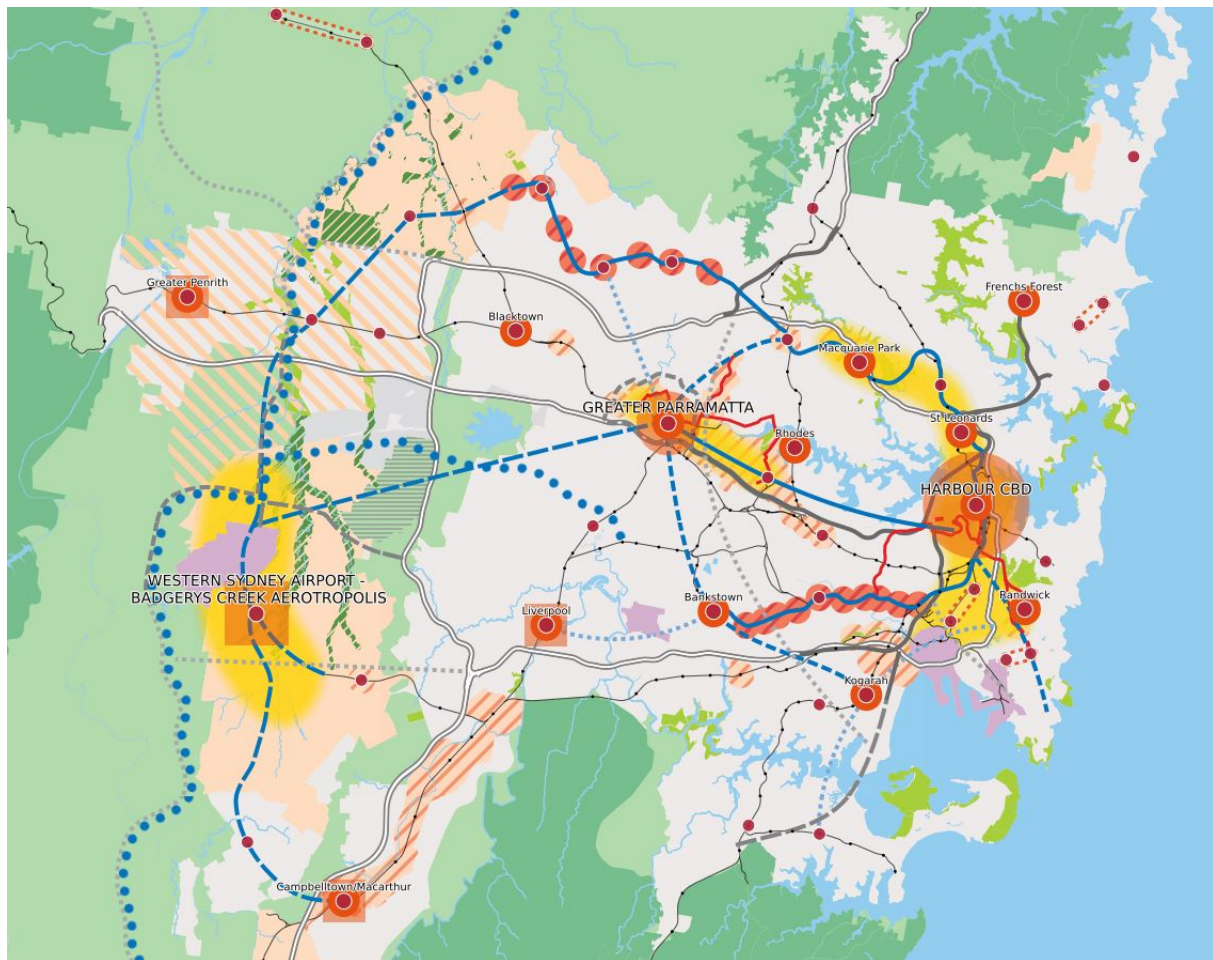 Greater Penrith
Frenchs Forest
Blacktown
Macquarie Park
GREATER PARRAMATTA
St Leonards
Rhodes
HARBOUR CBD
WESTERN SYDNEY AIRPORT -
BADGERYS CREEK AEROTROPOLIS
Liverpool
Bankstown
Randwick
Kogarah
Campbelltown/Macarthur